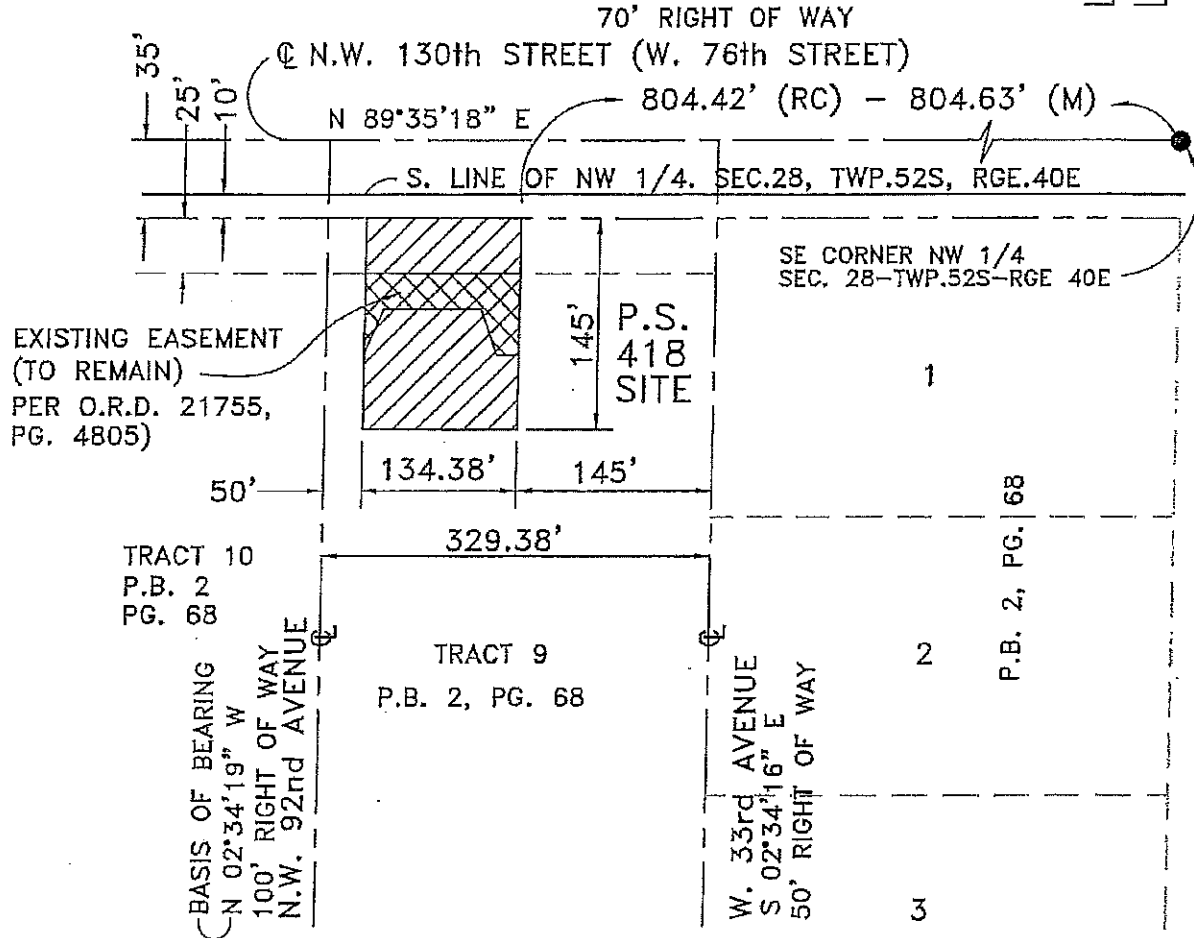 70' RIGHT OF WAY
℄ N.W. 130th STREET (W. 76th STREET)
35'
25'
10'
804.42' (RC) – 804.63' (M)
N 89°35'18" E
S. LINE OF NW 1/4. SEC.28, TWP.52S, RGE.40E
SE CORNER NW 1/4
SEC. 28-TWP.52S-RGE 40E
EXISTING EASEMENT
(TO REMAIN)
PER O.R.D. 21755,
PG. 4805)
145'
P.S.
418
SITE
1
134.38'
145'
50'
329.38'
TRACT 10
P.B. 2
PG. 68
TRACT 9
P.B. 2, PG. 68
2
P.B. 2, PG. 68
BASIS OF BEARING
N 02°34'19" W
100' RIGHT OF WAY
N.W. 92nd AVENUE
℄
℄
W. 33rd AVENUE
S 02°34'16" E
50' RIGHT OF WAY
3